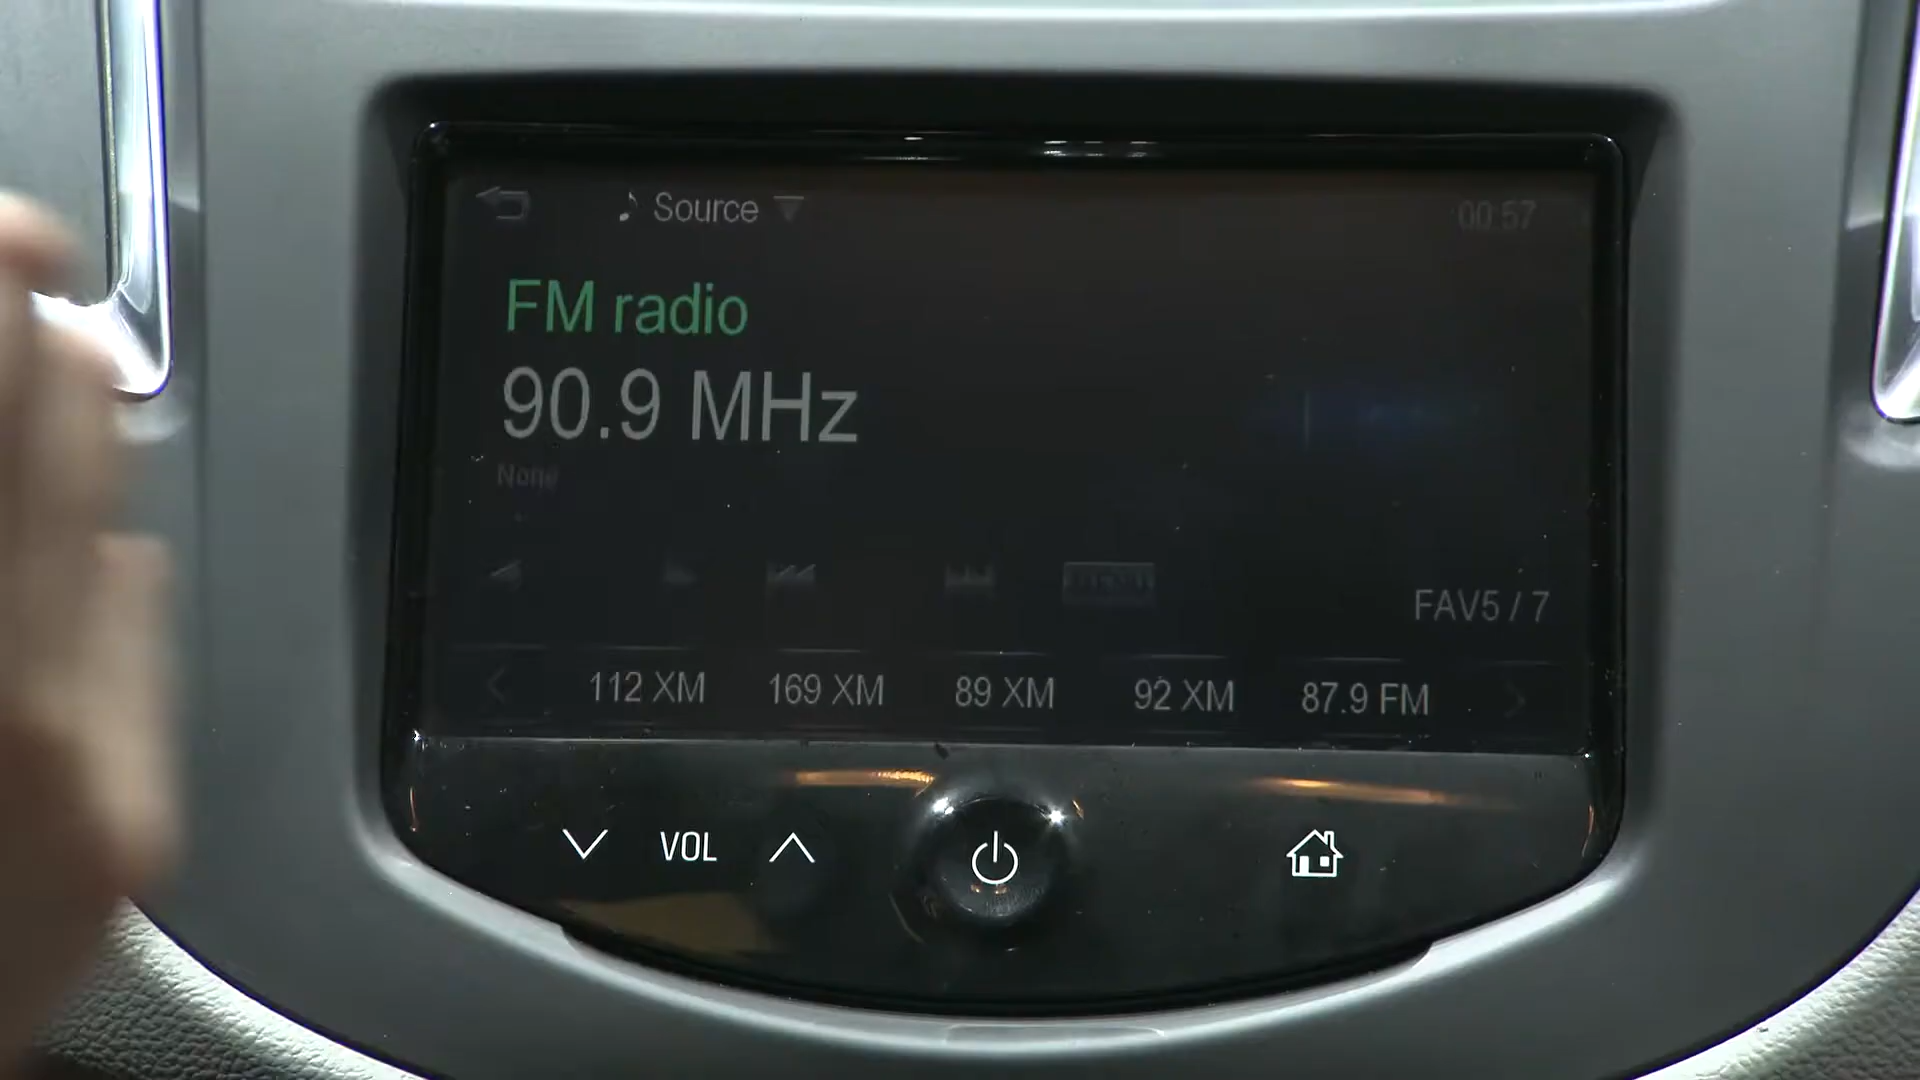 Source
00:57
FM radio
90.9 MHz
None
FAV5 / 7
112 XM 169 XM 89 XM 92 XM 87.9 FM
VOL